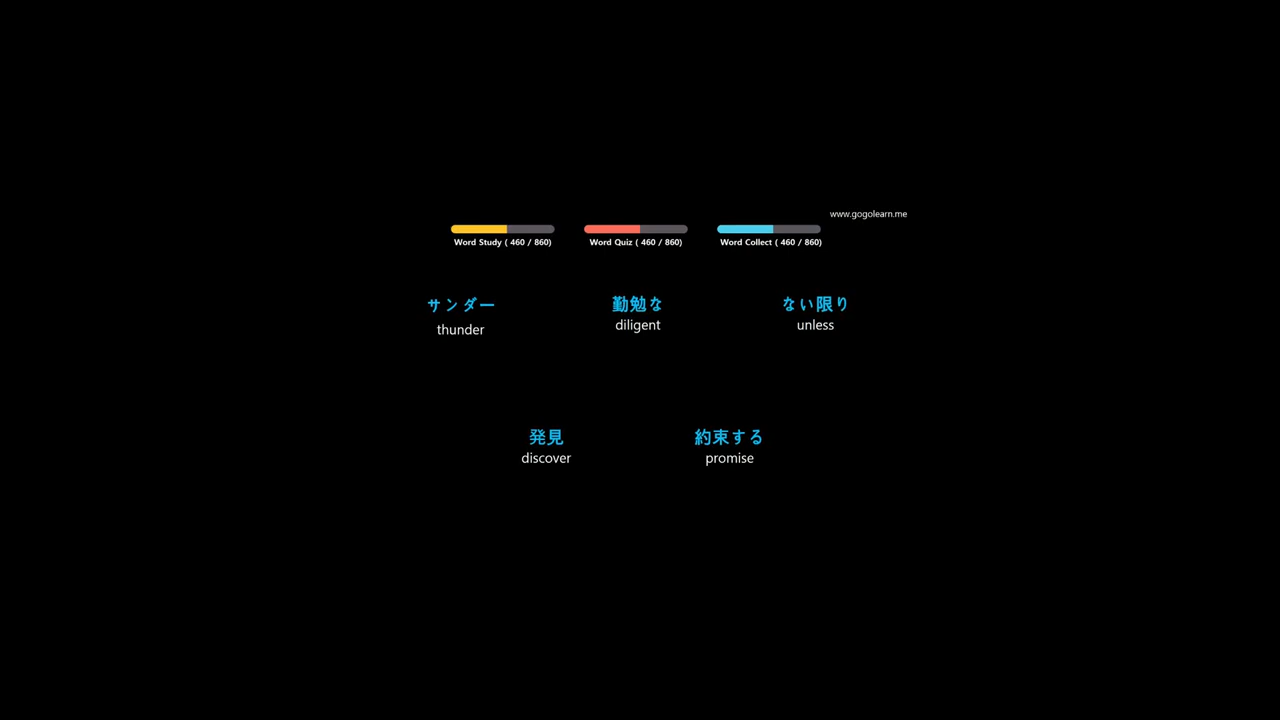 www.gogolearn.me
Word Study ( 460 / 860)
Word Quiz ( 460 / 860)
Word Collect ( 460 / 860)
サンダー
thunder
勤勉な
diligent
ない限り
unless
発見
discover
約束する
promise